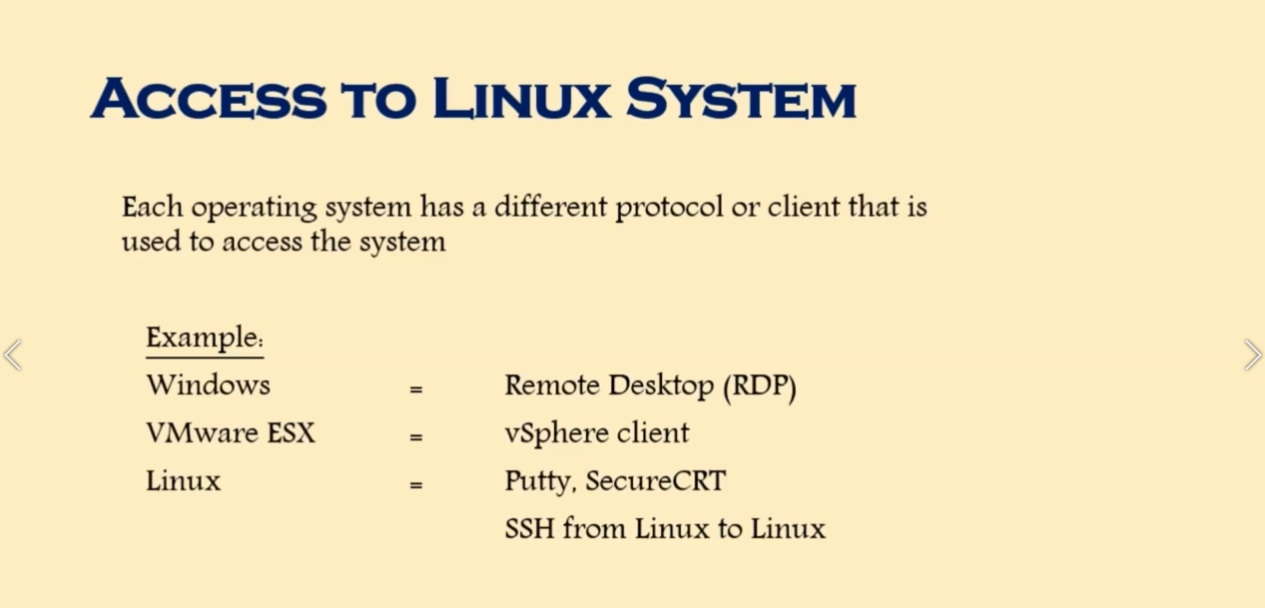 Access to Linux System
Each operating system has a different protocol or client that is
used to access the system
Example:
Windows = Remote Desktop (RDP)
VMware ESX = vSphere client
Linux = Putty, SecureCRT
SSH from Linux to Linux